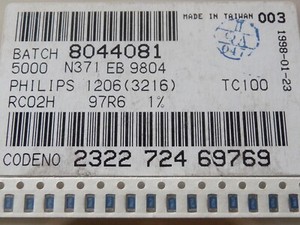 MADE IN TAIWAN 003
BATCH 8044081
5000 N371 EB 9804
PHILIPS 1206(3216) TC100
RC02H 97R6 1%
CODENO 2322 724 69769
1998-01-23